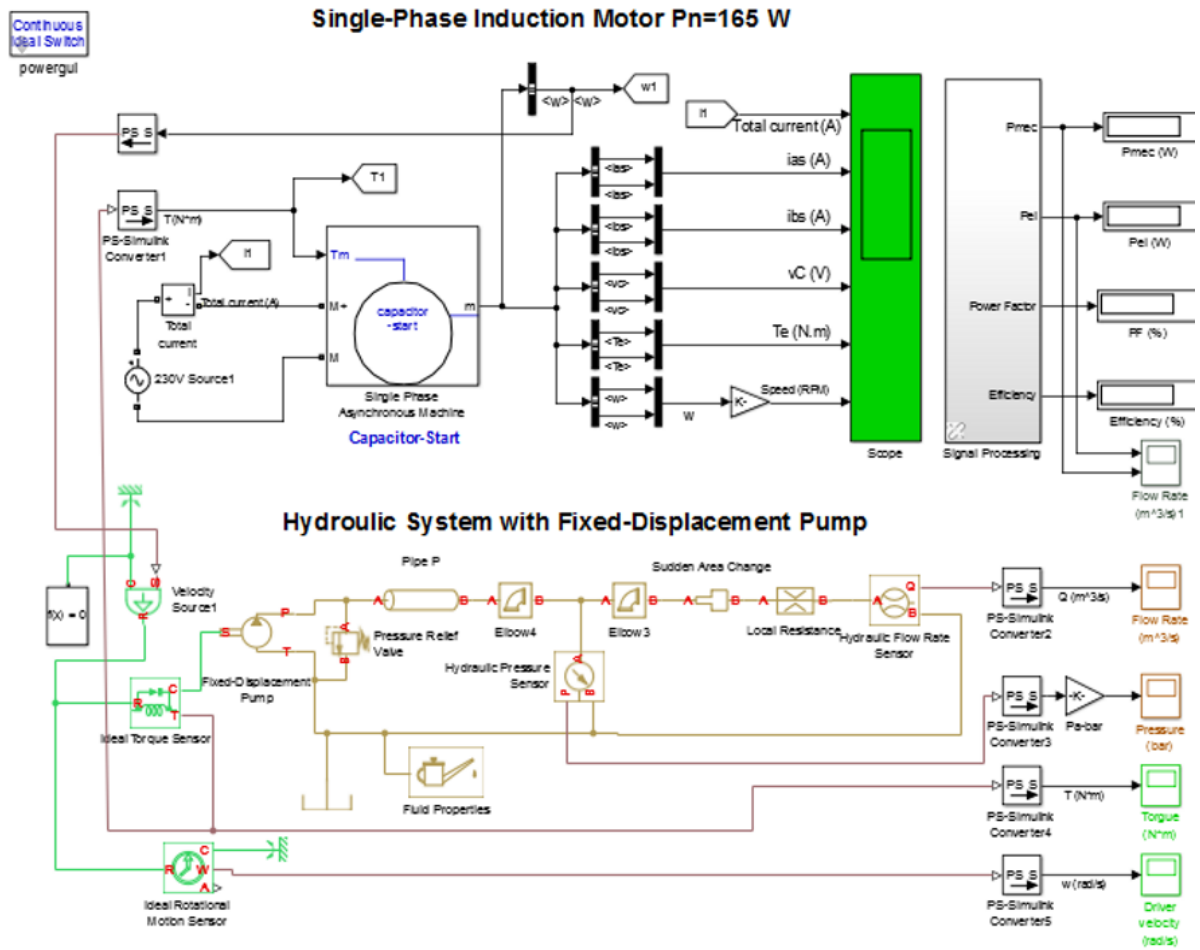 Single-Phase Induction Motor Pn=165 W
Continuous
Ideal Switch
powergui
<w> <w>
w1
I1
Total current (A)
PS S
T1
PS S
T(N*m)
PS-Simulink
Converter1
I1
Total current (A)
Total
current
230V Source1
Tm
M+
M
m
capacitor
-start
Single Phase
Asynchronous Machine
Capacitor-Start
<ias>
<ias>
ias (A)
<ibs>
<ibs>
ibs (A)
<vc>
<vc>
vC (V)
<Te>
<Te>
Te (N.m)
<w>
<w>
W
-K-
Speed (RPM)
Scope
Pmec
Pel
Power Factor
Efficiency
Signal Processing
Pmec (W)
Pel (W)
PF (%)
Efficiency (%)
Flow Rate
(m^3/s)1
Hydroulic System with Fixed-Displacement Pump
f(x) = 0
C
S
R
Velocity
Source1
S
P
T
Fixed-Displacement
Pump
A
B
Pressure Relief
Valve
Pipe P
A
B
A
B
Elbow4
A
B
Elbow3
Sudden Area Change
A
B
A
B
Local Resistance
A
Q
B
Hydraulic Flow Rate
Sensor
Hydraulic Pressure
Sensor
A
P
B
R
C
T
Ideal Torque Sensor
Fluid Properties
R
C
W
A
Ideal Rotational
Motion Sensor
PS S
PS-Simulink
Converter2
Q (m^3/s)
Flow Rate
(m^3/s)
PS S
PS-Simulink
Converter3
-K-
Pa-bar
Pressure
(bar)
PS S
PS-Simulink
Converter4
T (N*m)
Torgue
(N*m)
PS S
PS-Simulink
Converter5
w (rad/s)
Driver
velocity
(rad/s)